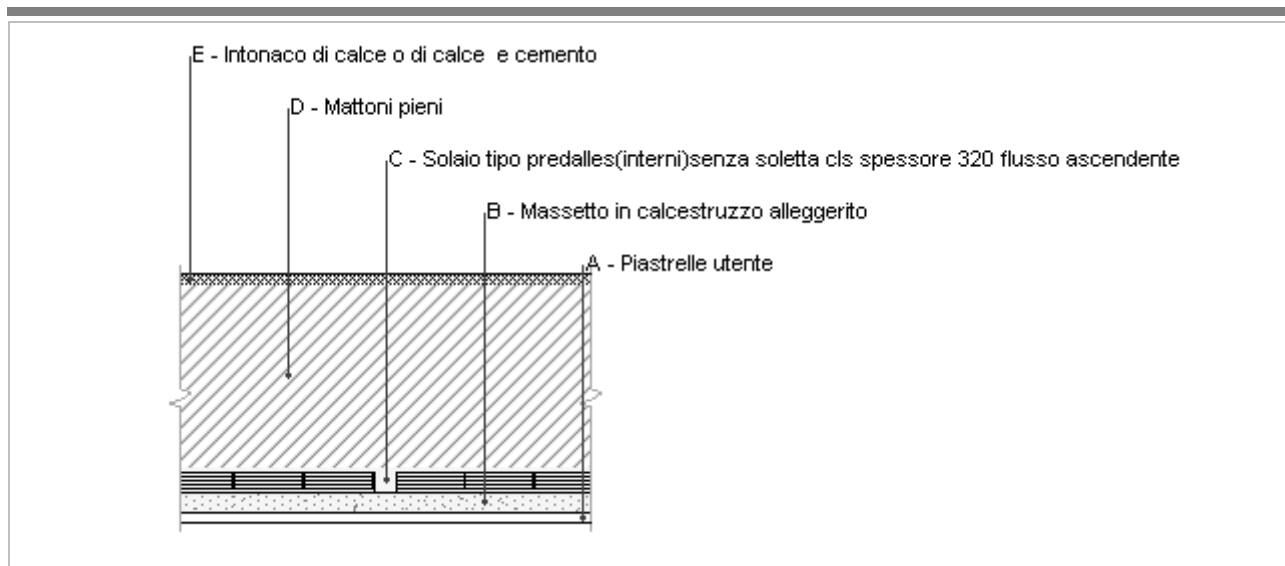 E - Intonaco di calce o di calce e cemento
D - Mattoni pieni
C - Solaio tipo predalles(interni)senza soletta cls spessore 320 flusso ascendente
B - Massetto in calcestruzzo alleggerito
A - Piastrelle utente